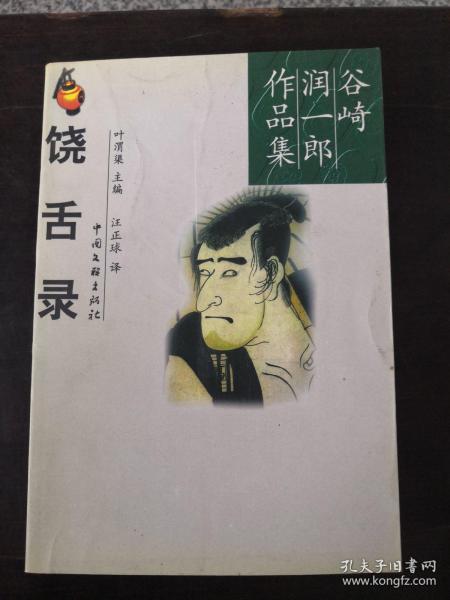 谷崎
润一郎
作品集
饶舌录
叶渭渠 主编 汪正球 译
中国文联出版社
孔夫子旧书网
www.kongfz.com